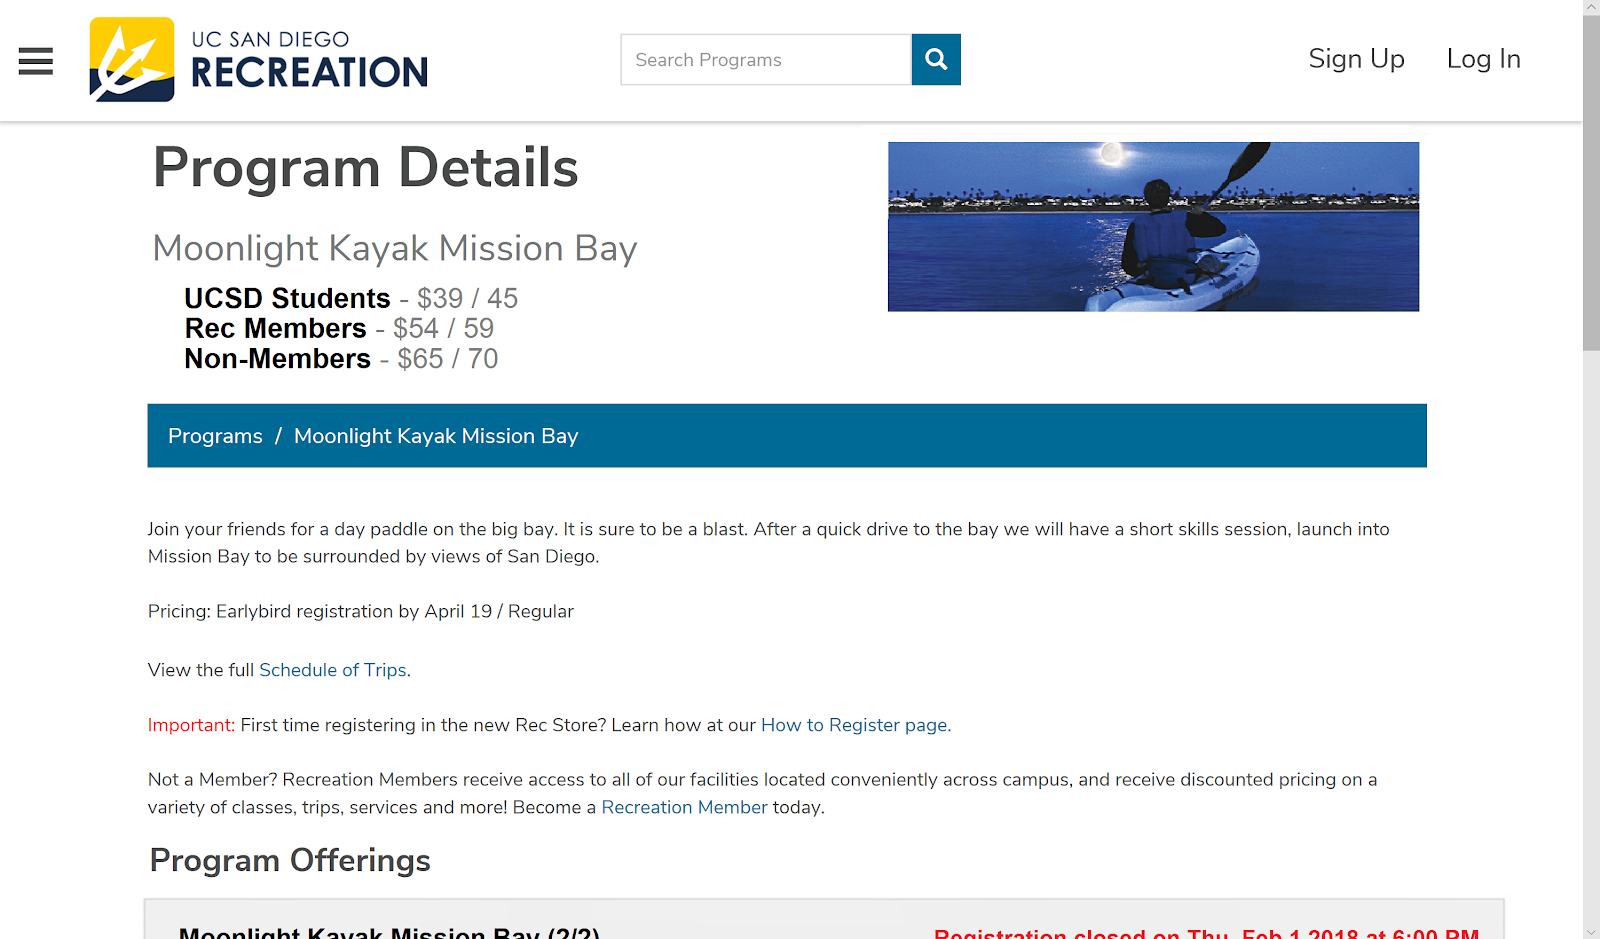 UC SAN DIEGO
RECREATION
Search Programs
Sign Up
Log In
Program Details
Moonlight Kayak Mission Bay
UCSD Students - $39 / 45
Rec Members - $54 / 59
Non-Members - $65 / 70
Programs / Moonlight Kayak Mission Bay
Join your friends for a day paddle on the big bay. It is sure to be a blast. After a quick drive to the bay we will have a short skills session, launch into
Mission Bay to be surrounded by views of San Diego.
Pricing: Earlybird registration by April 19 / Regular
View the full Schedule of Trips.
Important: First time registering in the new Rec Store? Learn how at our How to Register page.
Not a Member? Recreation Members receive access to all of our facilities located conveniently across campus, and receive discounted pricing on a
variety of classes, trips, services and more! Become a Recreation Member today.
Program Offerings
Moonlight Kayak Mission Bay (2/2)
Registration closed on Thu, Feb 1 2018 at 6:00 PM